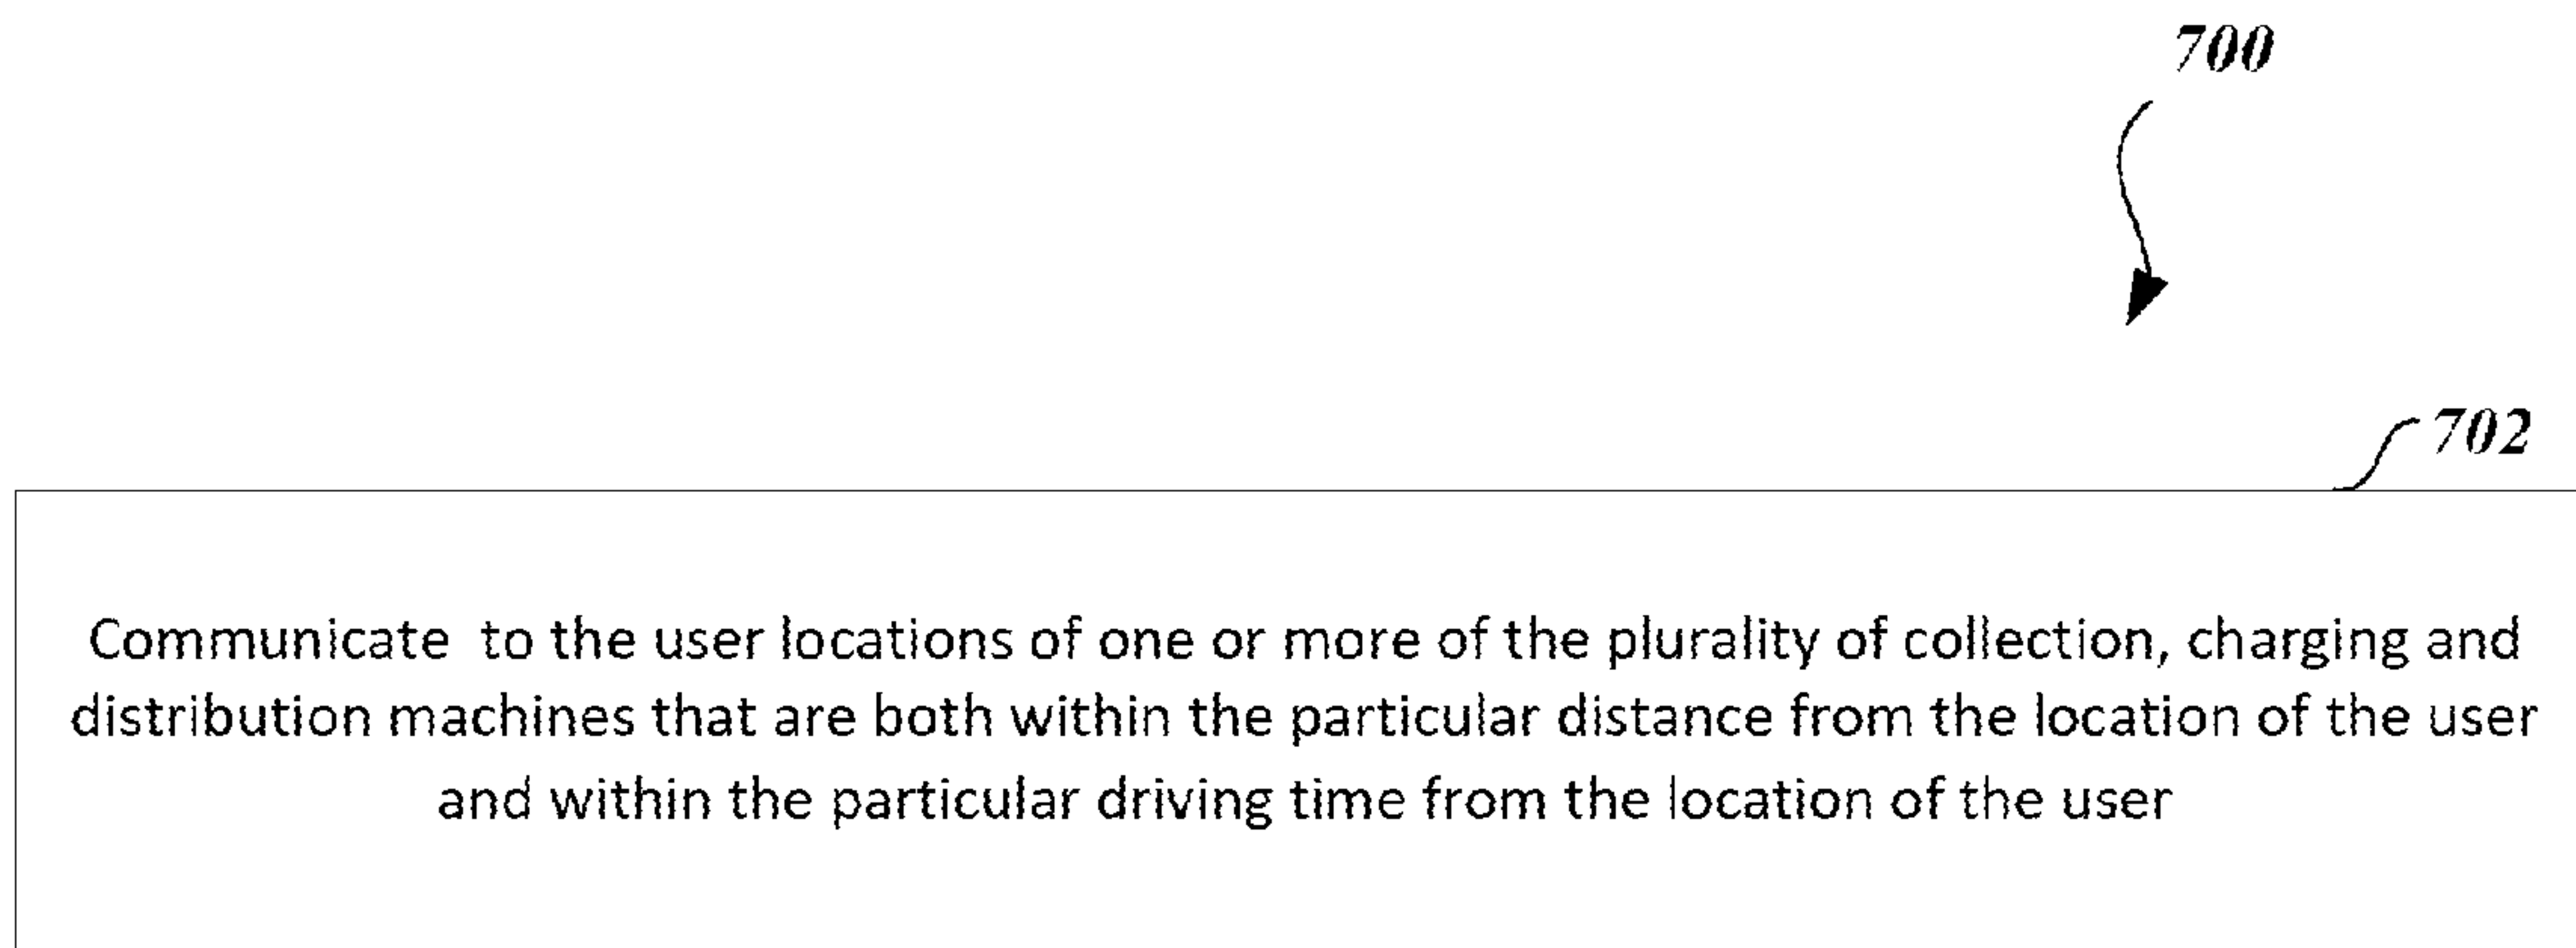 700
702
Communicate to the user locations of one or more of the plurality of collection, charging and
distribution machines that are both within the particular distance from the location of the user
and within the particular driving time from the location of the user